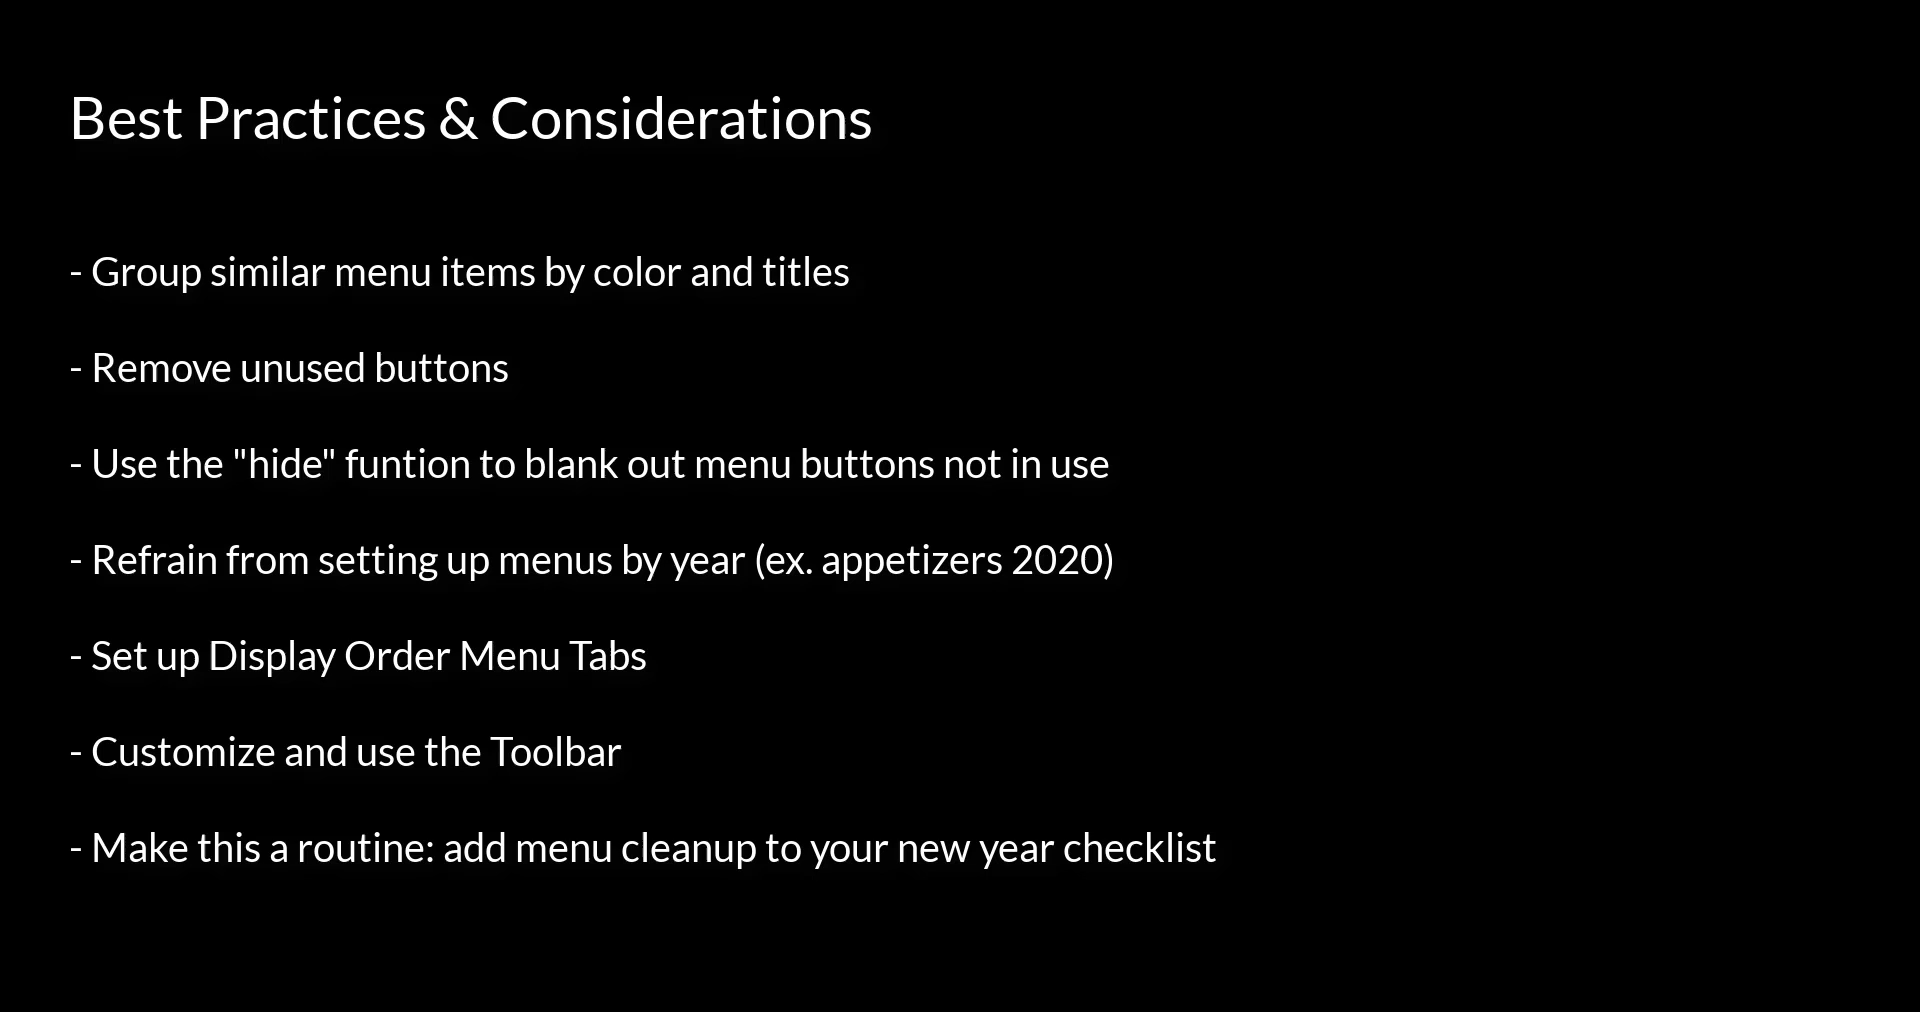 Best Practices & Considerations
- Group similar menu items by color and titles
- Remove unused buttons
- Use the "hide" funtion to blank out menu buttons not in use
- Refrain from setting up menus by year (ex. appetizers 2020)
- Set up Display Order Menu Tabs
- Customize and use the Toolbar
- Make this a routine: add menu cleanup to your new year checklist